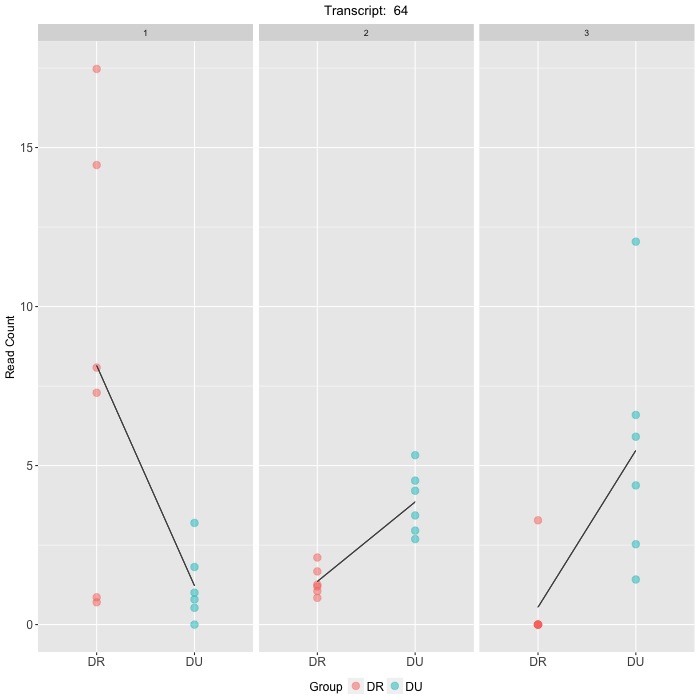 Transcript:  64
1 2 3
Read Count
15
10
5
0
DR DU DR DU DR DU
Group DR DU